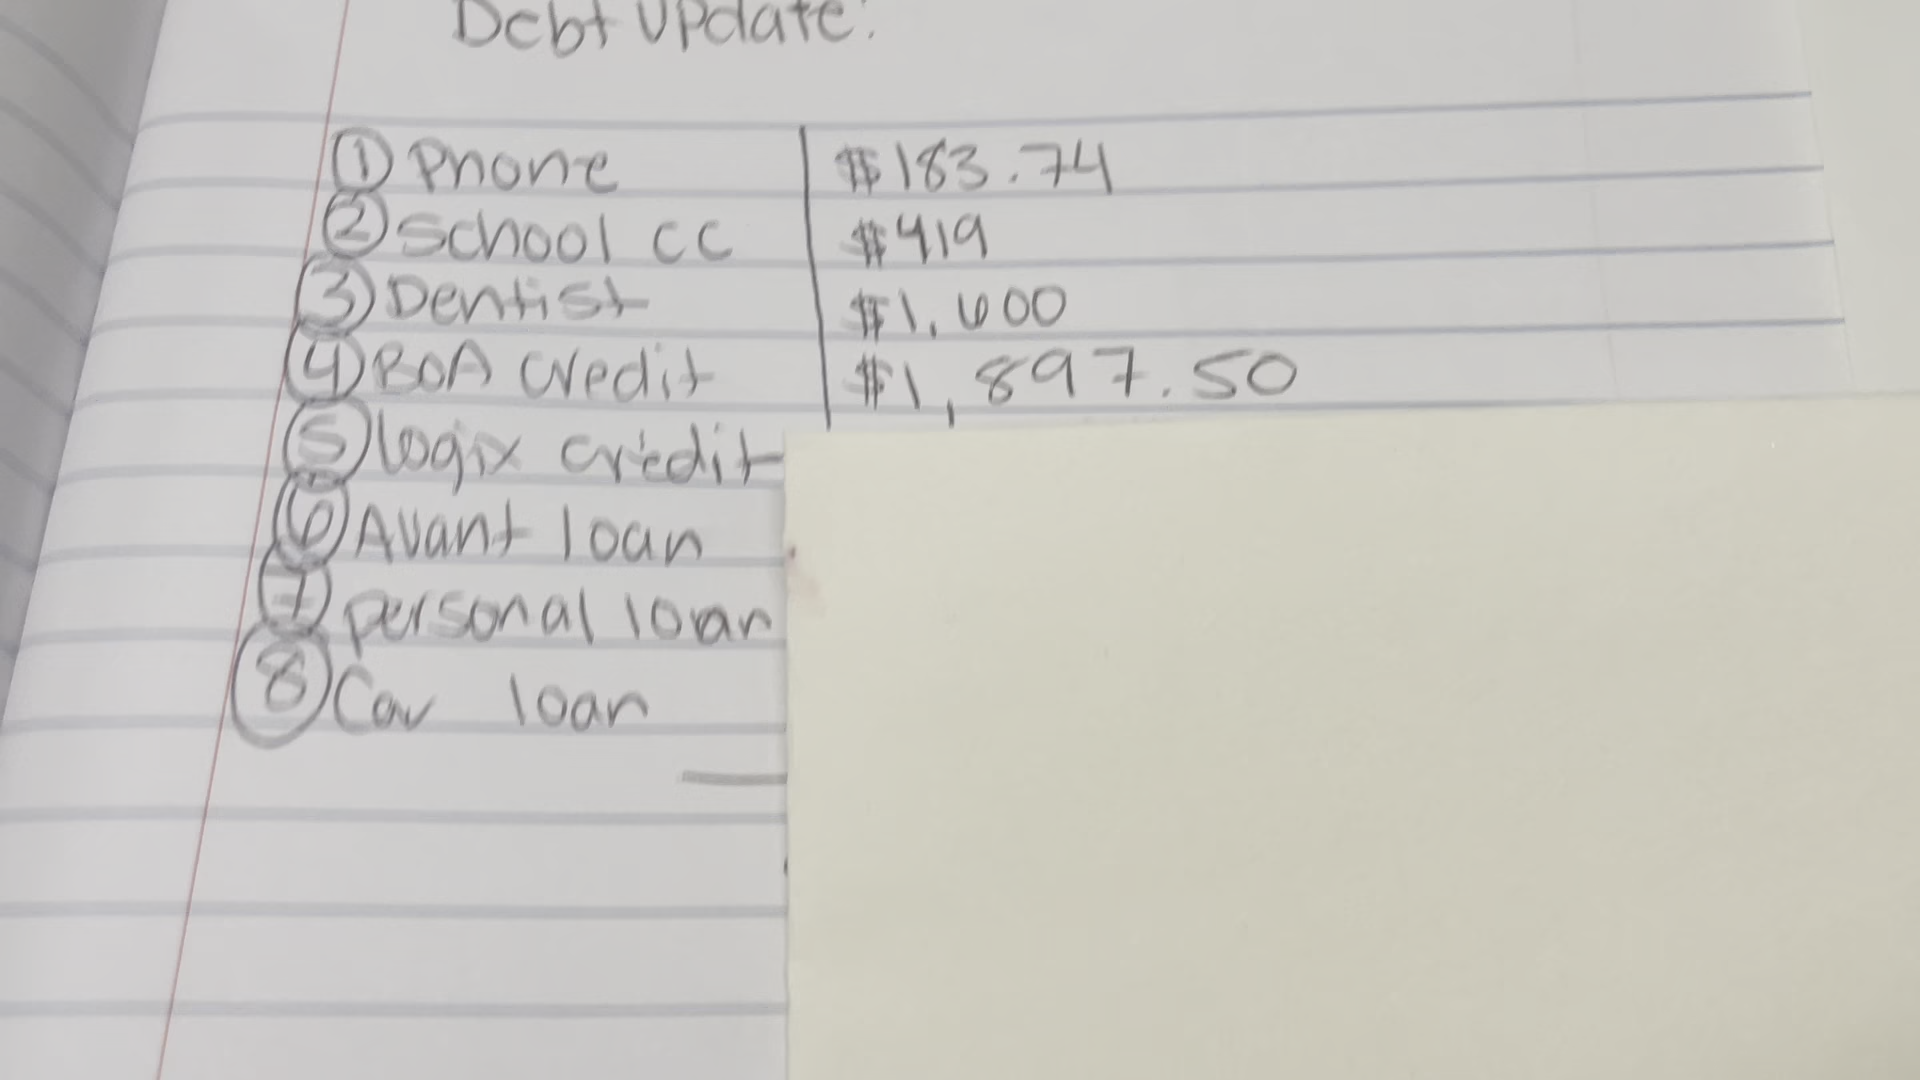 Debt Update:
① Phone $183.74
② School CC $419
③ Dentist $1,600
④ BOA Credit $1,897.50
⑤ logix credit
⑥ Avant loan
⑦ personal loan
⑧ Car loan